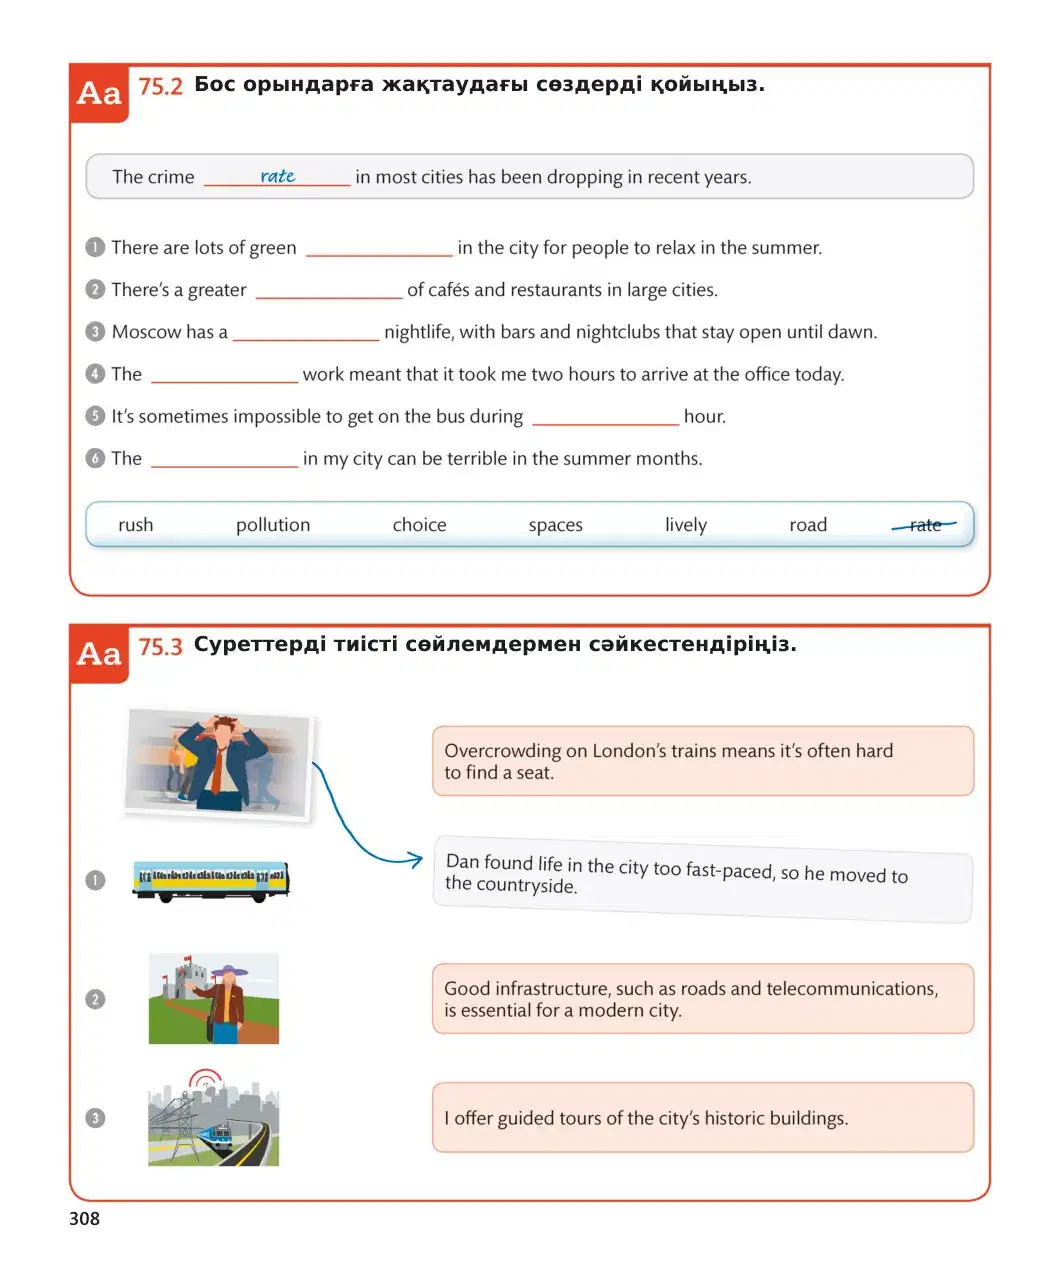 Aa 75.2 Бос орындарға жақтаудағы сөздерді қойыңыз.
The crime rate in most cities has been dropping in recent years.
1 There are lots of green ____ in the city for people to relax in the summer.
2 There’s a greater ____ of cafés and restaurants in large cities.
3 Moscow has a ____ nightlife, with bars and nightclubs that stay open until dawn.
4 The ____ work meant that it took me two hours to arrive at the office today.
5 It’s sometimes impossible to get on the bus during ____ hour.
6 The ____ in my city can be terrible in the summer months.
rush pollution choice spaces lively road rate
Aa 75.3 Суреттерді тиісті сөйлемдермен сәйкестендіріңіз.
Overcrowding on London’s trains means it’s often hard
to find a seat.
Dan found life in the city too fast-paced, so he moved to
the countryside.
1
2
Good infrastructure, such as roads and telecommunications,
is essential for a modern city.
3
I offer guided tours of the city’s historic buildings.
308